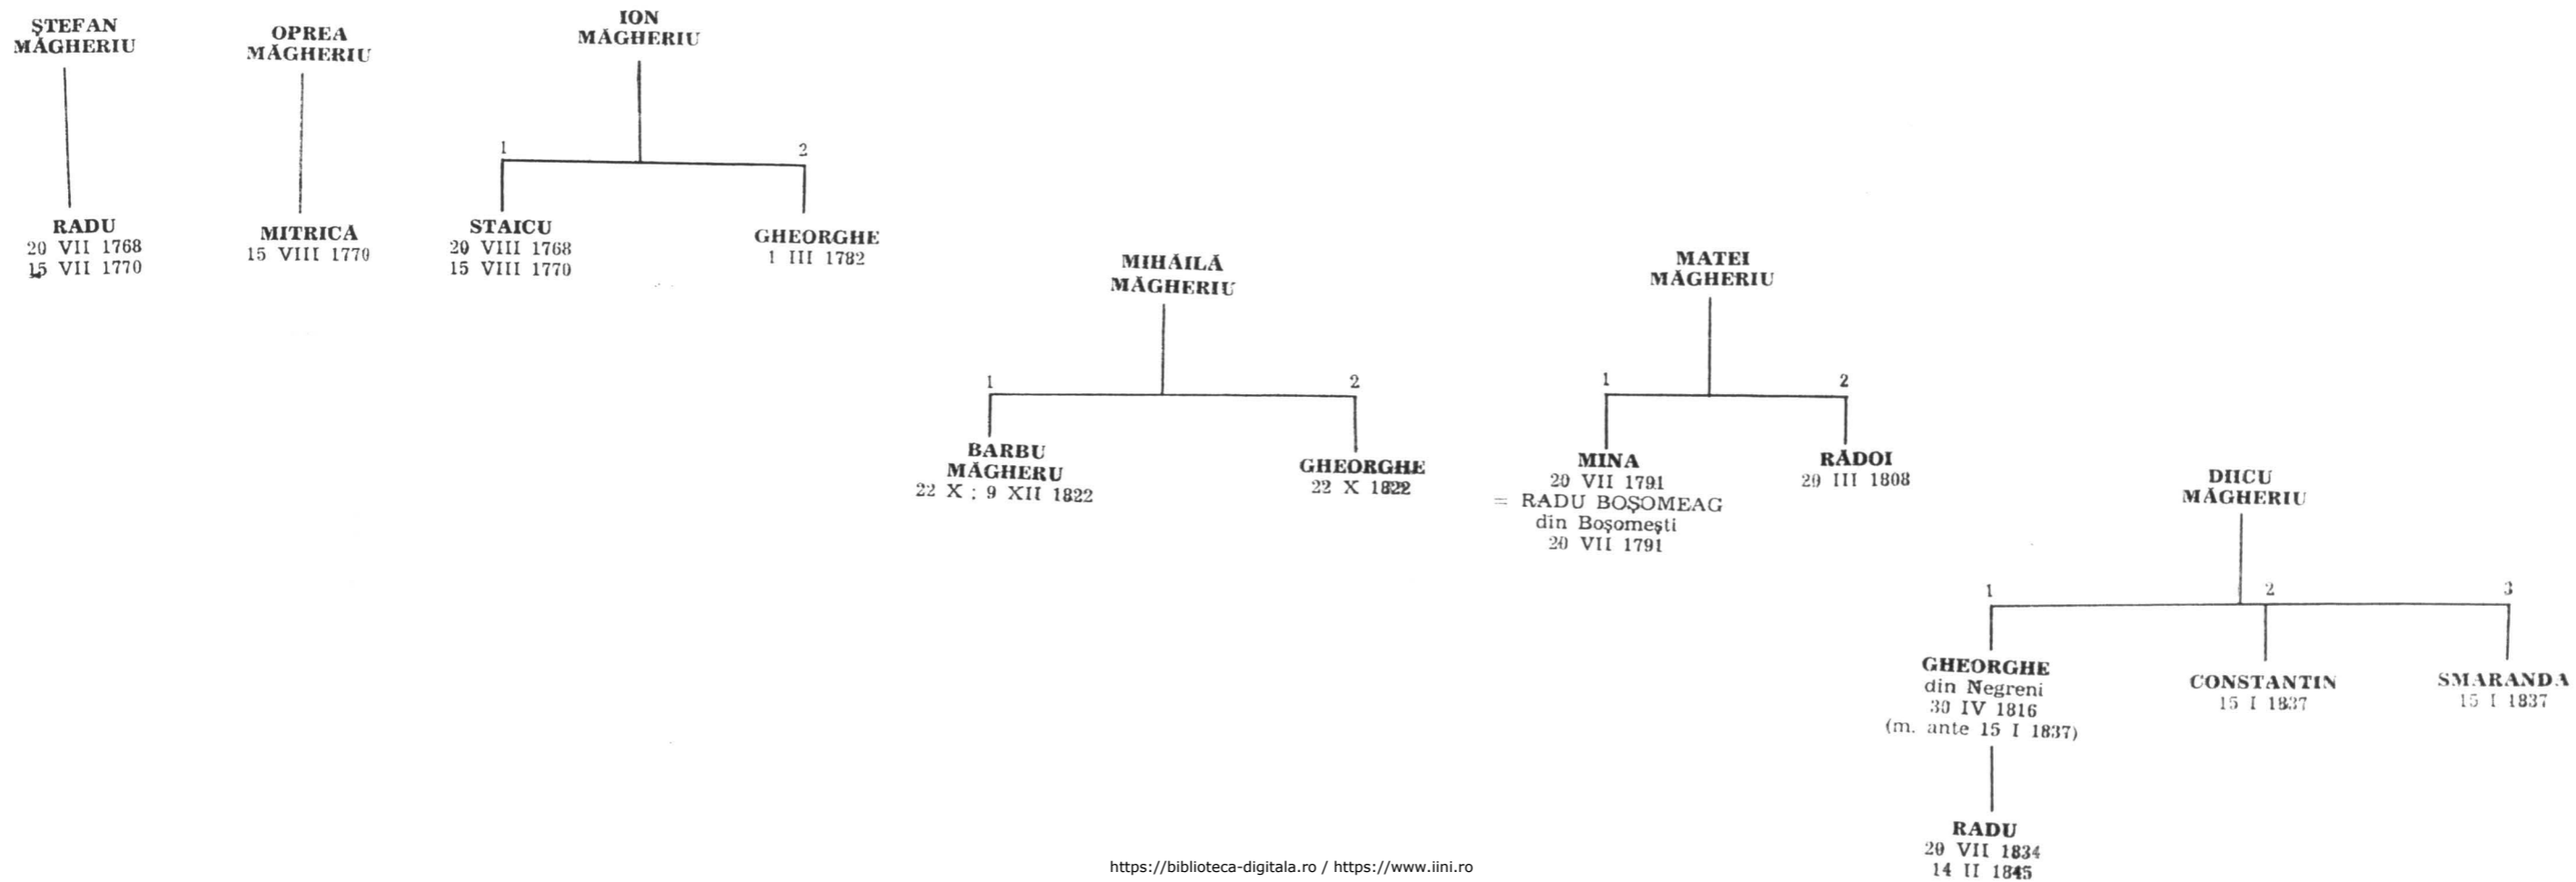 ŞTEFAN
MĂGHERIU
OPREA
MĂGHERIU
ION
MĂGHERIU
1
2
RADU
20 VII 1768
15 VII 1770
MITRICĂ
15 VIII 1770
STAICU
20 VIII 1768
15 VIII 1770
GHEORGHE
1 III 1782
MIHĂILĂ
MĂGHERIU
1
2
BARBU
MĂGHERU
22 X ; 9 XII 1822
GHEORGHE
22 X 1822
MATEI
MĂGHERIU
1
2
MINA
20 VII 1791
= RADU BOŞOMEAG
din Boşomeşti
20 VII 1791
RĂDOI
20 III 1808
DIICU
MĂGHERIU
1
2
3
GHEORGHE
din Negreni
30 IV 1816
(m. ante 15 I 1837)
CONSTANTIN
15 I 1837
SMARANDA
15 I 1837
RADU
20 VII 1834
14 II 1845
https://biblioteca-digitala.ro / https://www.iini.ro